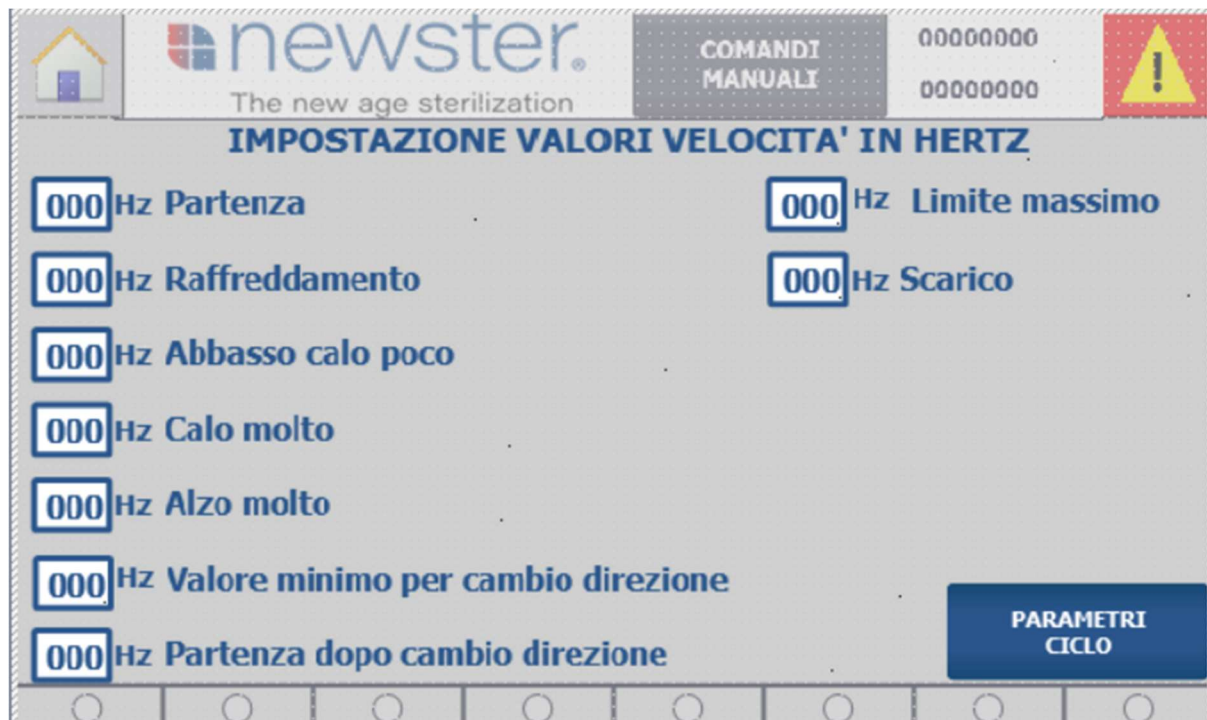 newster®
The new age sterilization
COMANDI
MANUALI
00000000
00000000
!
IMPOSTAZIONE VALORI VELOCITA' IN HERTZ
000 Hz Partenza
000 Hz Limite massimo
000 Hz Raffreddamento
000 Hz Scarico
000 Hz Abbasso calo poco
000 Hz Calo molto
000 Hz Alzo molto
000 Hz Valore minimo per cambio direzione
000 Hz Partenza dopo cambio direzione
PARAMETRI
CICLO